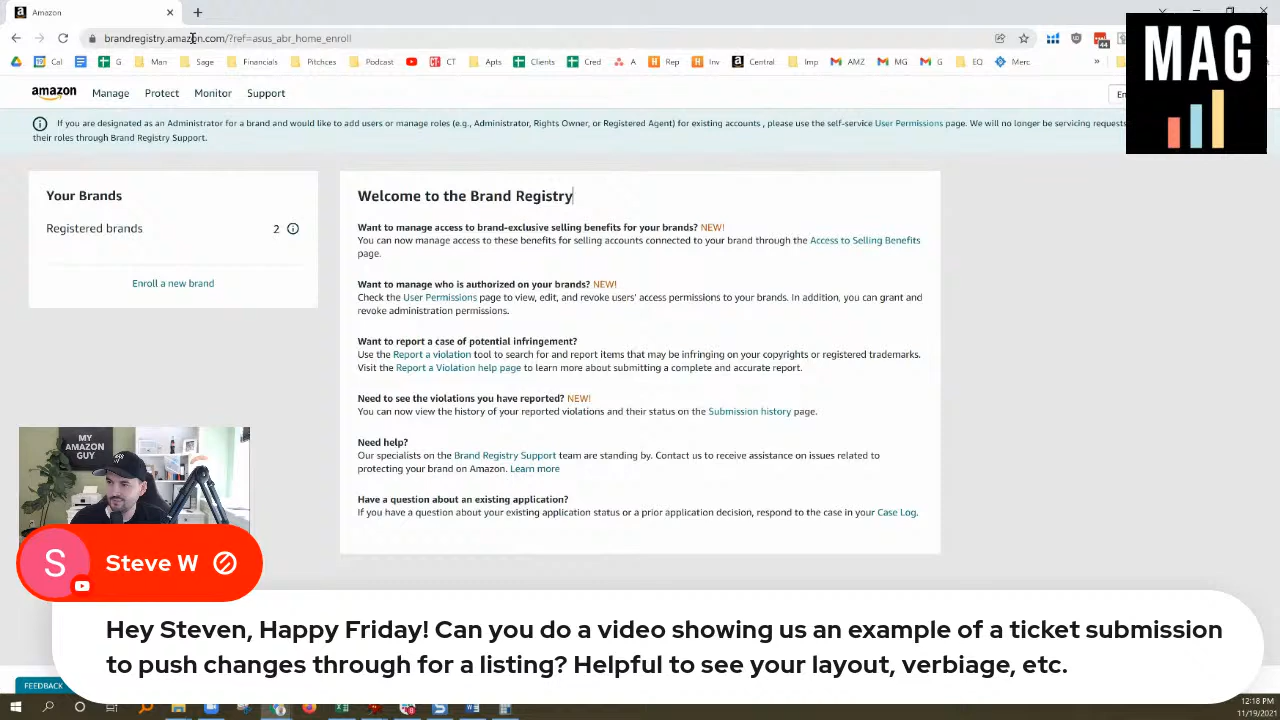 Amazon
brandregistry.amazon.com/?ref=asus_abr_home_enroll
Cal G Man Sage Financials Pitchces Podcast CT Apts Clients Cred A Rep Inv Central Imp AMZ MG G EQ Merc
44
MAG
amazon Manage Protect Monitor Support
If you are designated as an Administrator for a brand and would like to add users or manage roles (e.g., Administrator, Rights Owner, or Registered Agent) for existing accounts , please use the self-service User Permissions page. We will no longer be servicing requests
their roles through Brand Registry Support.
Your Brands
Registered brands 2
Enroll a new brand
Welcome to the Brand Registry
Want to manage access to brand-exclusive selling benefits for your brands? NEW!
You can now manage access to these benefits for selling accounts connected to your brand through the Access to Selling Benefits
page.
Want to manage who is authorized on your brands? NEW!
Check the User Permissions page to view, edit, and revoke users' access permissions to your brands. In addition, you can grant and
revoke administration permissions.
Want to report a case of potential infringement?
Use the Report a violation tool to search for and report items that may be infringing on your copyrights or registered trademarks.
Visit the Report a Violation help page to learn more about submitting a complete and accurate report.
Need to see the violations you have reported? NEW!
You can now view the history of your reported violations and their status on the Submission history page.
Need help?
Our specialists on the Brand Registry Support team are standing by. Contact us to receive assistance on issues related to
protecting your brand on Amazon. Learn more
Have a question about an existing application?
If you have a question about your existing application status or a prior application decision, respond to the case in your Case Log.
MY
AMAZON
GUY
S
Steve W
Hey Steven, Happy Friday! Can you do a video showing us an example of a ticket submission
to push changes through for a listing? Helpful to see your layout, verbiage, etc.
FEEDBACK
12:18 PM
11/19/2021